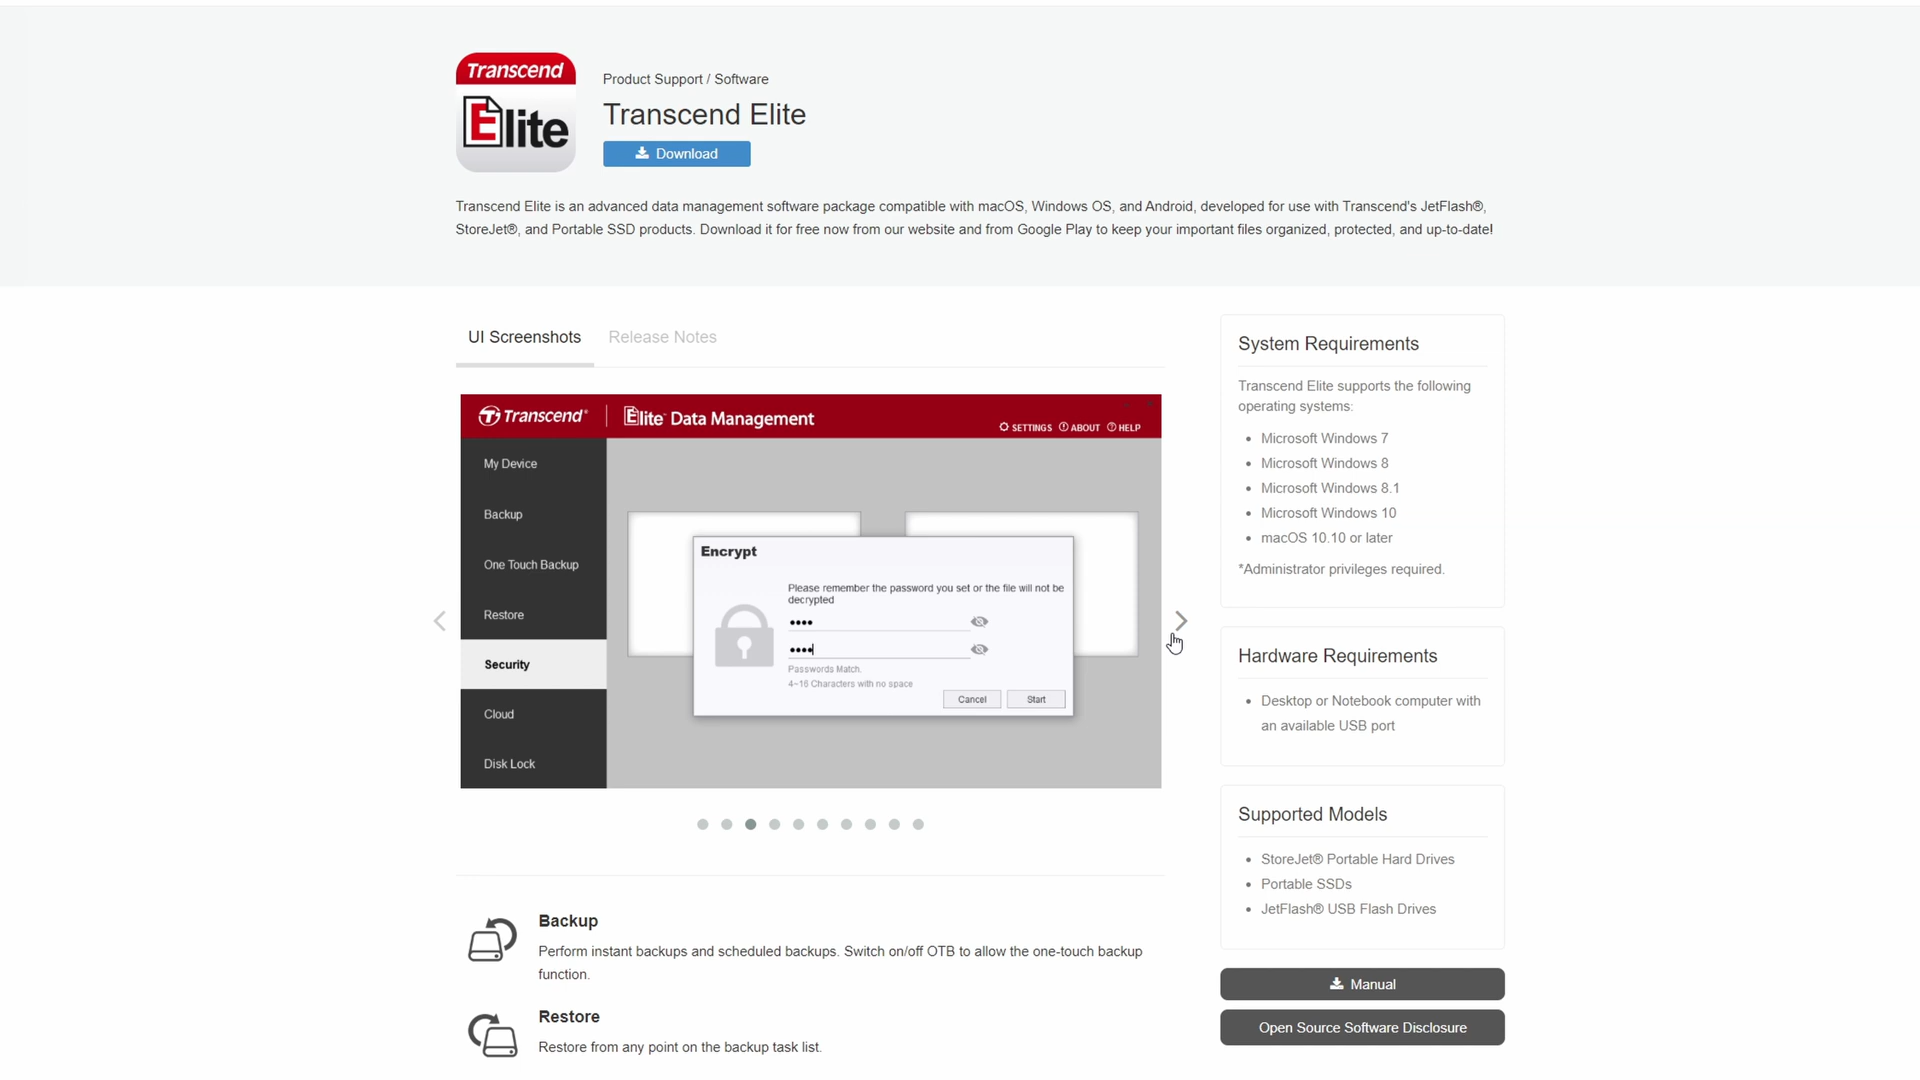 Transcend
Elite
Product Support / Software
Transcend Elite
Download
Transcend Elite is an advanced data management software package compatible with macOS, Windows OS, and Android, developed for use with Transcend's JetFlash®,
StoreJet®, and Portable SSD products. Download it for free now from our website and from Google Play to keep your important files organized, protected, and up-to-date!
UI Screenshots
Release Notes
Transcend®
Elite™ Data Management
SETTINGS
ABOUT
HELP
My Device
Backup
One Touch Backup
Restore
Security
Cloud
Disk Lock
Encrypt
Please remember the password you set or the file will not be
decrypted
••••
••••
Passwords Match.
4~16 Characters with no space
Cancel
Start
Backup
Perform instant backups and scheduled backups. Switch on/off OTB to allow the one-touch backup
function.
Restore
Restore from any point on the backup task list.
System Requirements
Transcend Elite supports the following
operating systems:
• Microsoft Windows 7
• Microsoft Windows 8
• Microsoft Windows 8.1
• Microsoft Windows 10
• macOS 10.10 or later
*Administrator privileges required.
Hardware Requirements
• Desktop or Notebook computer with
an available USB port
Supported Models
• StoreJet® Portable Hard Drives
• Portable SSDs
• JetFlash® USB Flash Drives
Manual
Open Source Software Disclosure